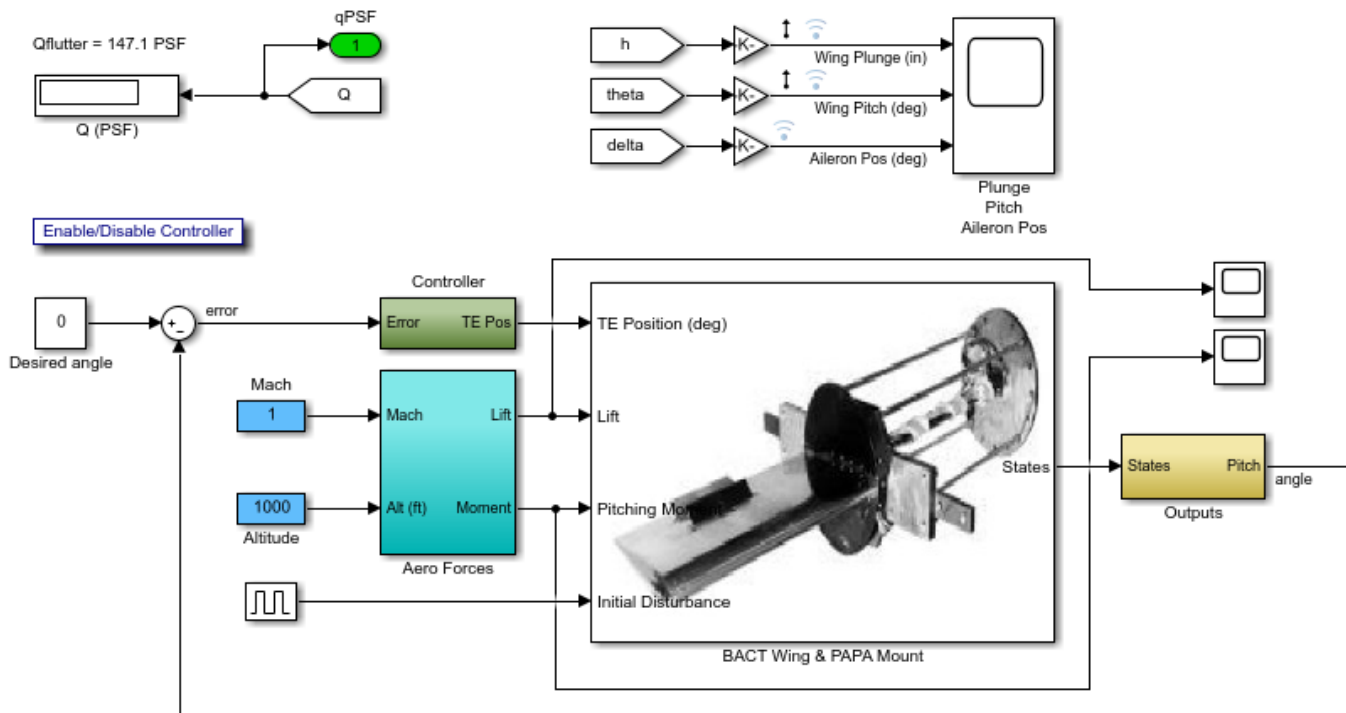 qPSF
Qflutter = 147.1 PSF
1
Q
Q (PSF)
h
K-
Wing Plunge (in)
theta
K-
Wing Pitch (deg)
delta
K-
Aileron Pos (deg)
Plunge
Pitch
Aileron Pos
Enable/Disable Controller
Controller
0
+
−
error
Error
TE Pos
TE Position (deg)
Desired angle
Mach
1
Mach
Lift
Lift
States
States
Pitch
angle
Outputs
1000
Alt (ft)
Moment
Pitching Moment
Altitude
Aero Forces
Initial Disturbance
BACT Wing & PAPA Mount